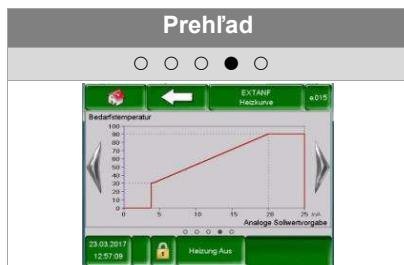 Prehľad
EXTANF
Heizkurve
e.015
Bedarfstemperatur
100
90
80
70
60
50
40
30
20
10
0
0 5 10 15 20 25 mA
Analoge Sollwertvorgabe
23.03.2017
12:57:09
Heizung Aus